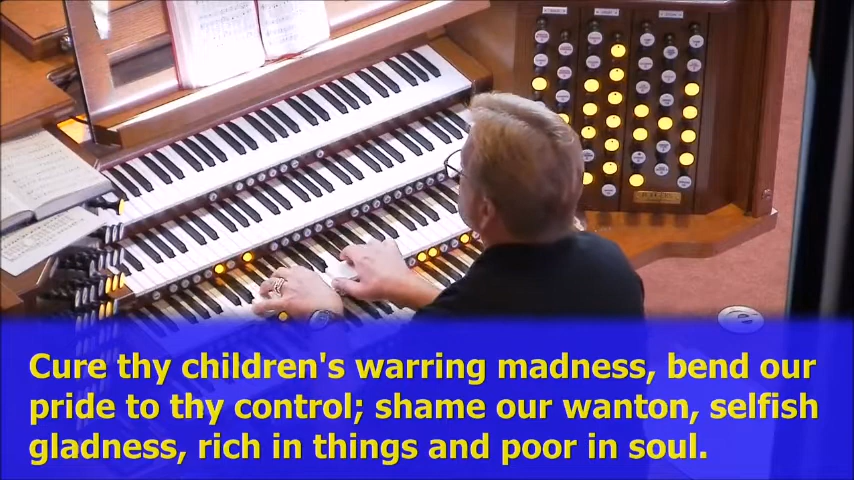 Cure thy children's warring madness, bend our
pride to thy control; shame our wanton, selfish
gladness, rich in things and poor in soul.